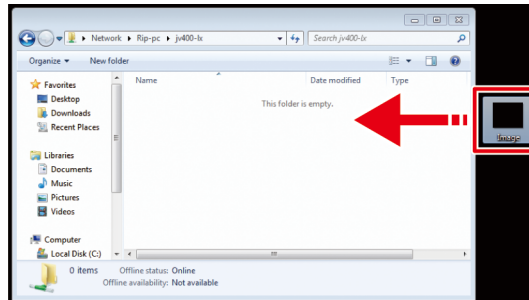 Network ▸ Rip-pc ▸ jv400-lx
Search jv400-lx
Organize
New folder
Name
Date modified
Type
This folder is empty.
Favorites
Desktop
Downloads
Recent Places
Libraries
Documents
Music
Pictures
Videos
Computer
Local Disk (C:)
0 items
Offline status: Online
Offline availability: Not available
Image